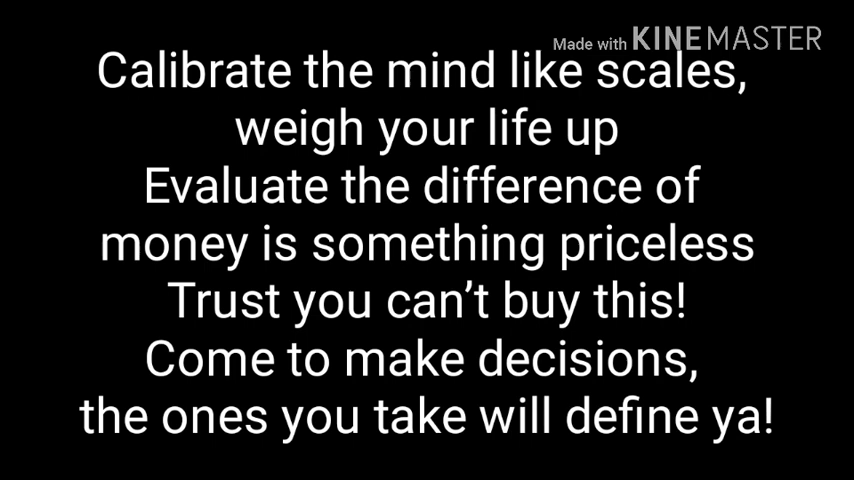 Made with KINEMASTER
Calibrate the mind like scales,
weigh your life up
Evaluate the difference of
money is something priceless
Trust you can’t buy this!
Come to make decisions,
the ones you take will define ya!